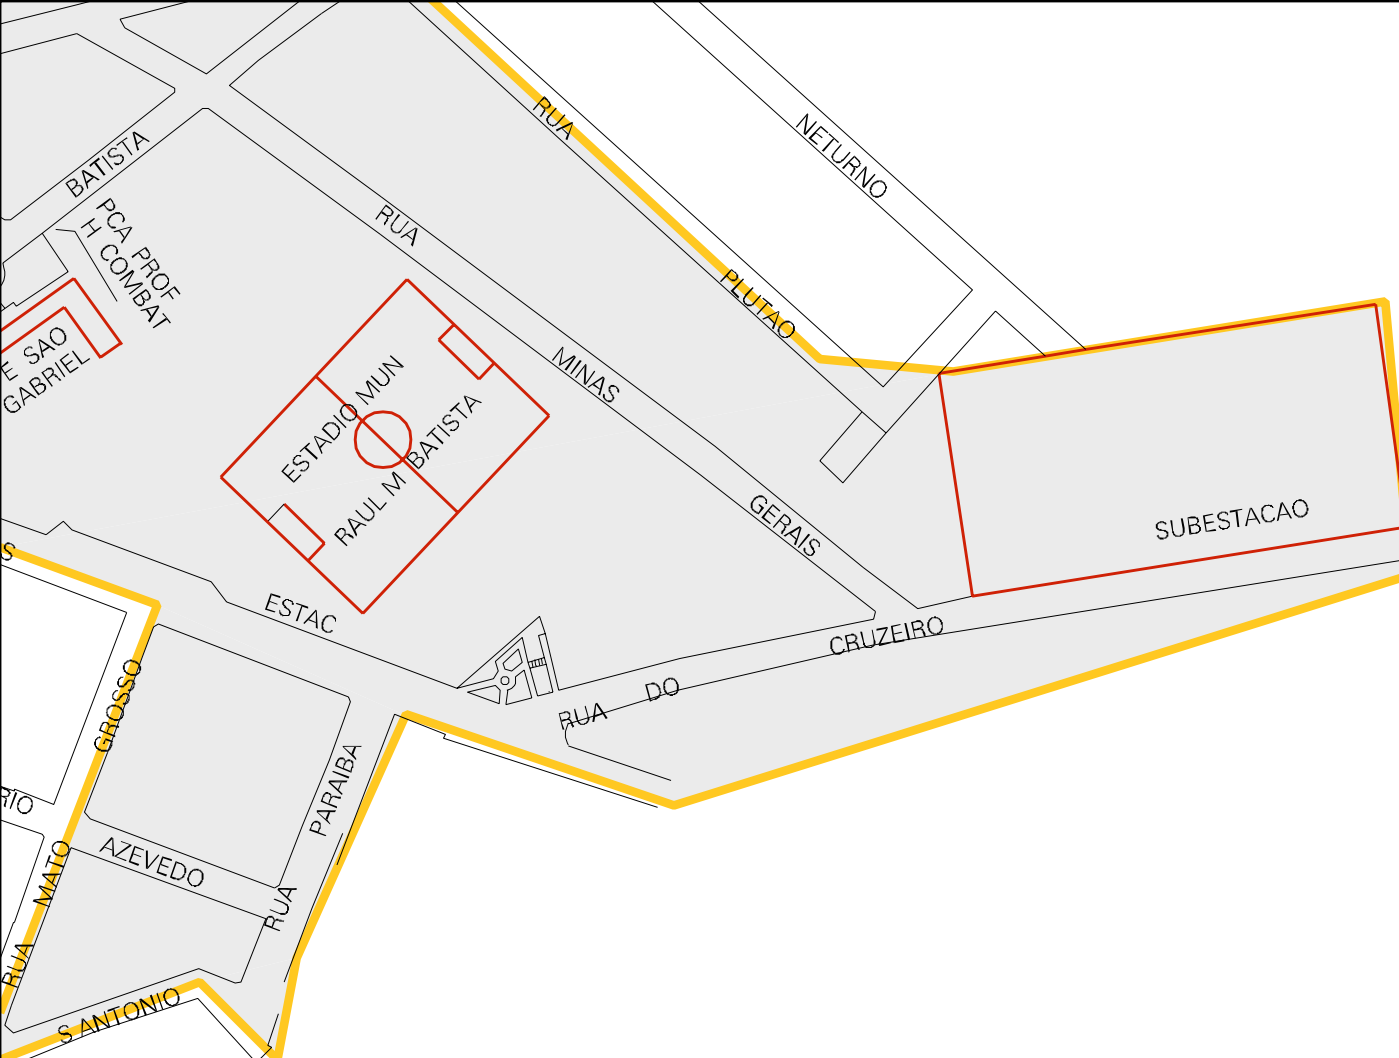 RUA
NETURNO
BATISTA
PCA PROF
H COMBAT
RUA
PLUTAO
E SAO
GABRIEL
MINAS
ESTADIO MUN
RAUL M BATISTA
GERAIS
SUBESTACAO
S
ESTAC
CRUZEIRO
DO
RUA
GROSSO
PARAIBA
RIO
MATO
AZEVEDO
RUA
RUA
S ANTONIO